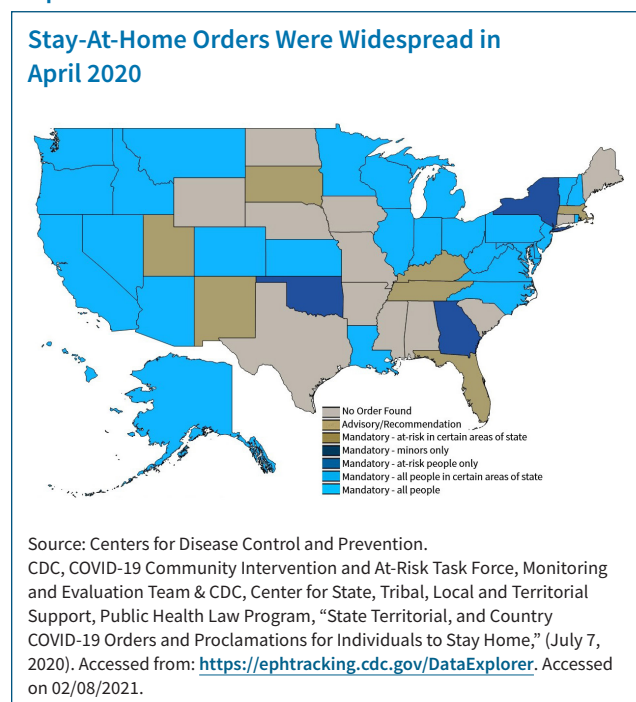 Stay-At-Home Orders Were Widespread in
April 2020
No Order Found
Advisory/Recommendation
Mandatory - at-risk in certain areas of state
Mandatory - minors only
Mandatory - at-risk people only
Mandatory - all people in certain areas of state
Mandatory - all people
Source: Centers for Disease Control and Prevention.
CDC, COVID-19 Community Intervention and At-Risk Task Force, Monitoring
and Evaluation Team & CDC, Center for State, Tribal, Local and Territorial
Support, Public Health Law Program, “State Territorial, and Country
COVID-19 Orders and Proclamations for Individuals to Stay Home,” (July 7,
2020). Accessed from: https://ephtracking.cdc.gov/DataExplorer. Accessed
on 02/08/2021.